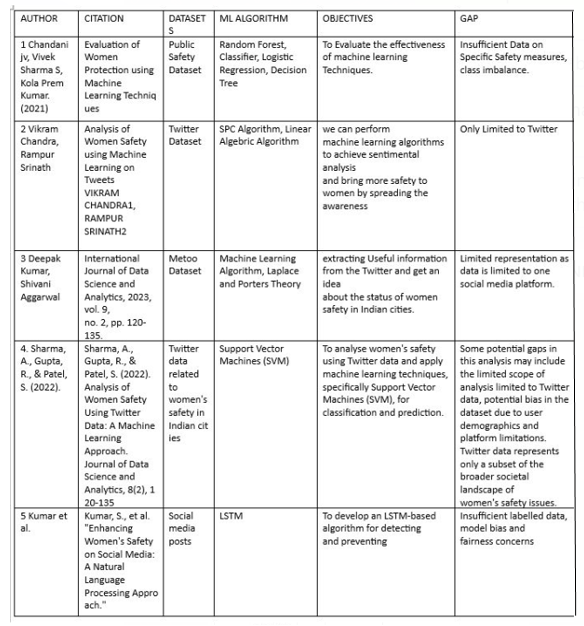 AUTHOR
CITATION
DATASET
S
ML ALGORITHM
OBJECTIVES
GAP
1 Chandani
jv, Vivek
Sharma S,
Kola Prem
Kumar.
(2021)
Evaluation of
Women
Protection using
Machine
Learning Techniq
ues
Public
Safety
Dataset
Random Forest,
Classifier, Logistic
Regression, Decision
Tree
To Evaluate the effectiveness
of machine learning
Techniques.
Insufficient Data on
Specific Safety measures,
class imbalance.
2 Vikram
Chandra,
Rampur
Srinath
Analysis of
Women Safety
using Machine
Learning on
Tweets
VIKRAM
CHANDRA1,
RAMPUR
SRINATH2
Twitter
Dataset
SPC Algorithm, Linear
Algebric Algorithm
we can perform
machine learning algorithms
to achieve sentimental
analysis
and bring more safety to
women by spreading the
awareness
Only Limited to Twitter
3 Deepak
Kumar,
Shivani
Aggarwal
International
Journal of Data
Science and
Analytics, 2023,
vol. 9,
no. 2, pp. 120-
135.
Metoo
Dataset
Machine Learning
Algorithm, Laplace
and Porters Theory
extracting Useful information
from the Twitter and get an
idea
about the status of women
safety in Indian cities.
Limited representation as
data is limited to one
social media platform.
4. Sharma,
A., Gupta,
R., & Patel,
S. (2022).
Sharma, A.,
Gupta, R., &
Patel, S. (2022).
Analysis of
Women Safety
Using Twitter
Data: A Machine
Learning
Approach.
Journal of Data
Science and
Analytics, 8(2), 1
20-135
Twitter
data
related
to
women's
safety in
Indian cit
ies
Support Vector
Machines (SVM)
To analyse women's safety
using Twitter data and apply
machine learning techniques,
specifically Support Vector
Machines (SVM), for
classification and prediction.
Some potential gaps in
this analysis may include
the limited scope of
analysis limited to Twitter
data, potential bias in the
dataset due to user
demographics and
platform limitations.
Twitter data represents
only a subset of the
broader societal
landscape of
women's safety issues.
5 Kumar et
al.
Kumar, S., et al.
"Enhancing
Women's Safety
on Social Media:
A Natural
Language
Processing Appro
ach."
Social
media
posts
LSTM
To develop an LSTM-based
algorithm for detecting
and preventing
Insufficient labelled data,
model bias and
fairness concerns